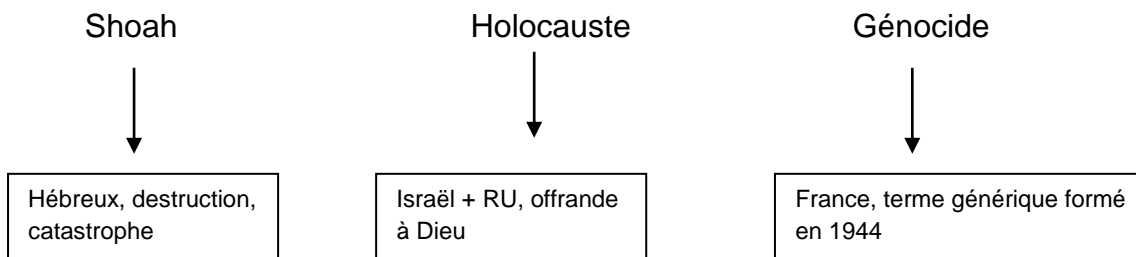 Shoah Holocauste Génocide
Hébreux, destruction,
catastrophe
Israël + RU, offrande
à Dieu
France, terme générique formé
en 1944